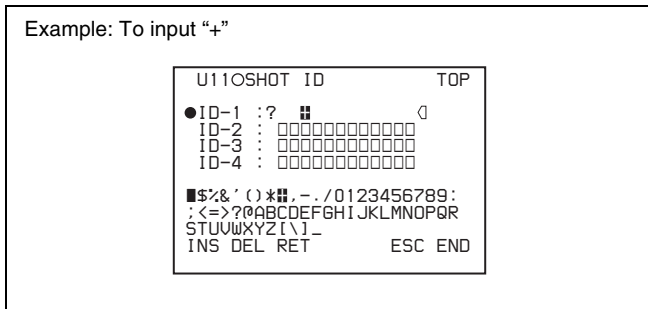 Example: To input “+”
U11○SHOT ID TOP
●ID-1 :? + ◁
ID-2 : □□□□□□□□□□□□
ID-3 : □□□□□□□□□□□□
ID-4 : □□□□□□□□□□□□
■$%&'()*+,-./0123456789:
;<=>?@ABCDEFGHIJKLMNOPQR
STUVWXYZ[\]_
INS DEL RET ESC END